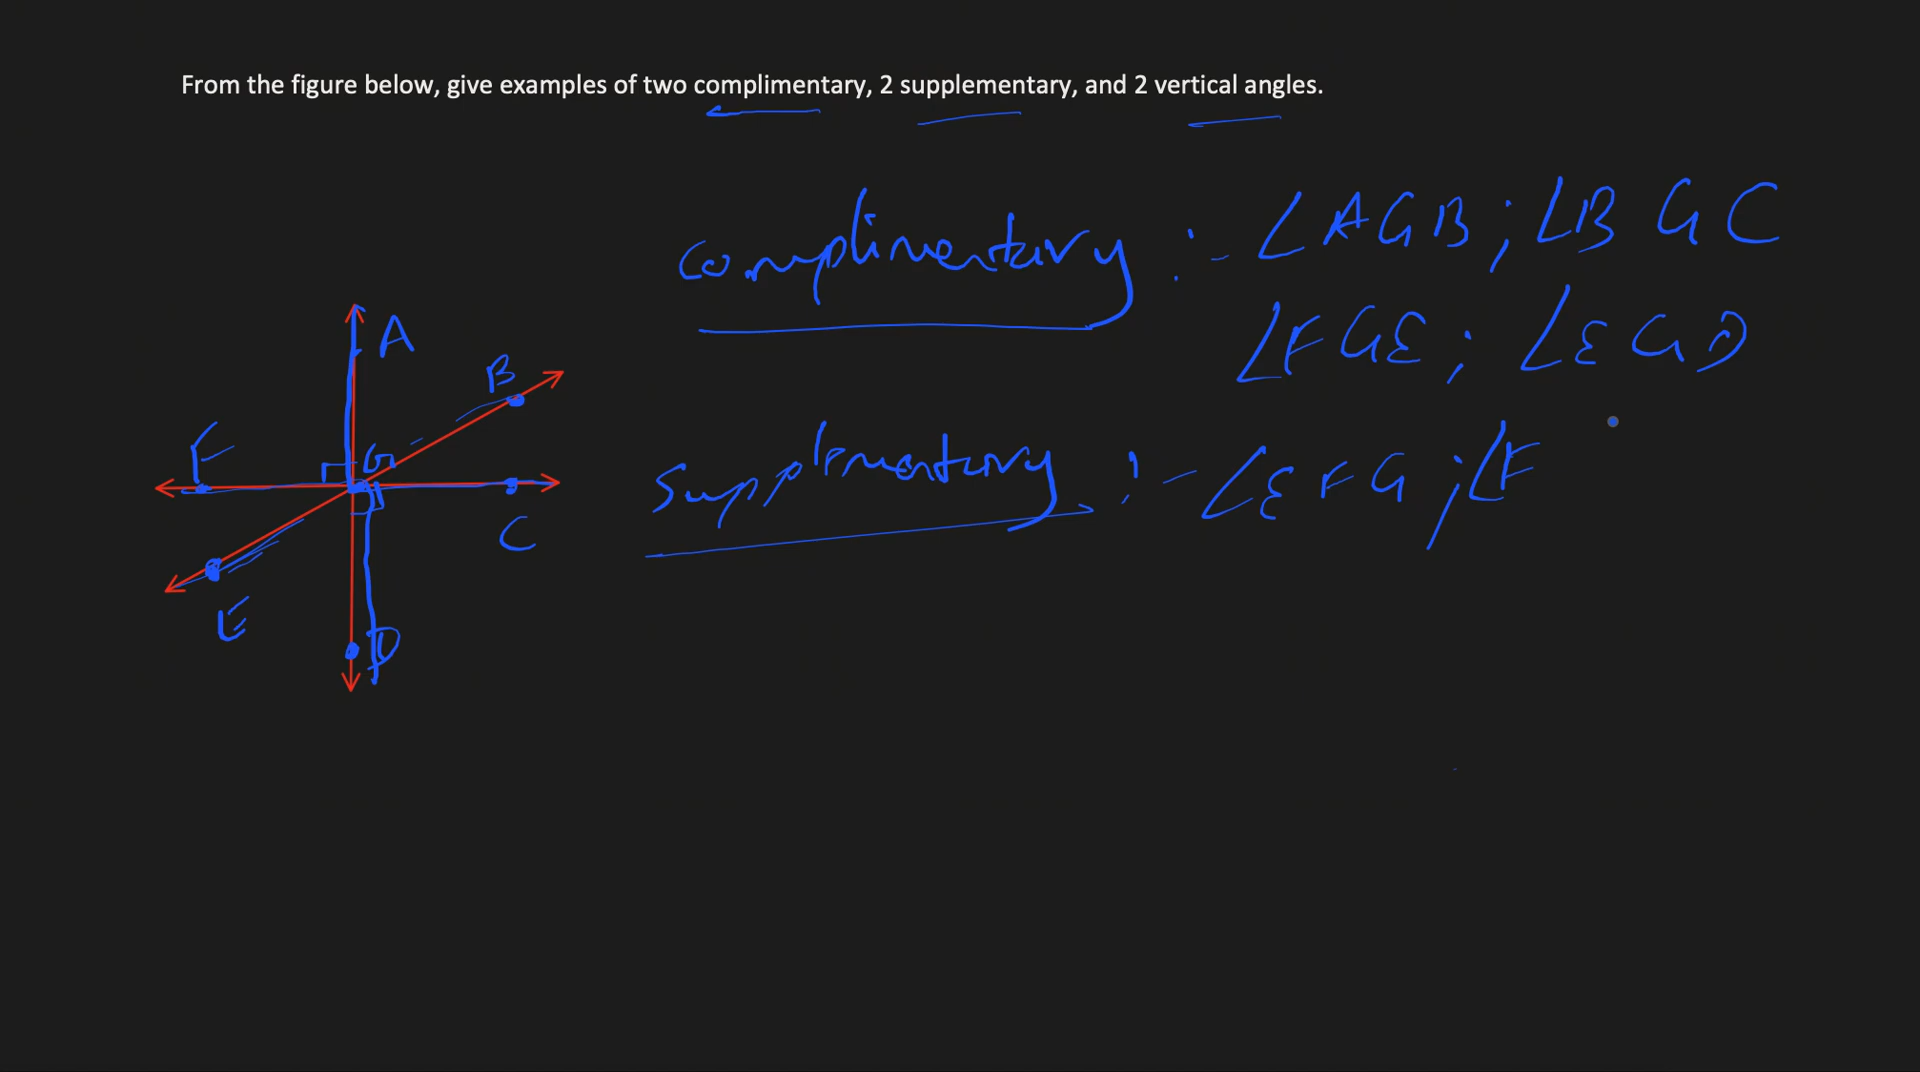 From the figure below, give examples of two complimentary, 2 supplementary, and 2 vertical angles.
complimentary :- ∠AGB ; ∠BGC
∠FGE ; ∠EGD
Supplementary :- ∠EFG ; ∠F
A
B
F
G
C
E
D